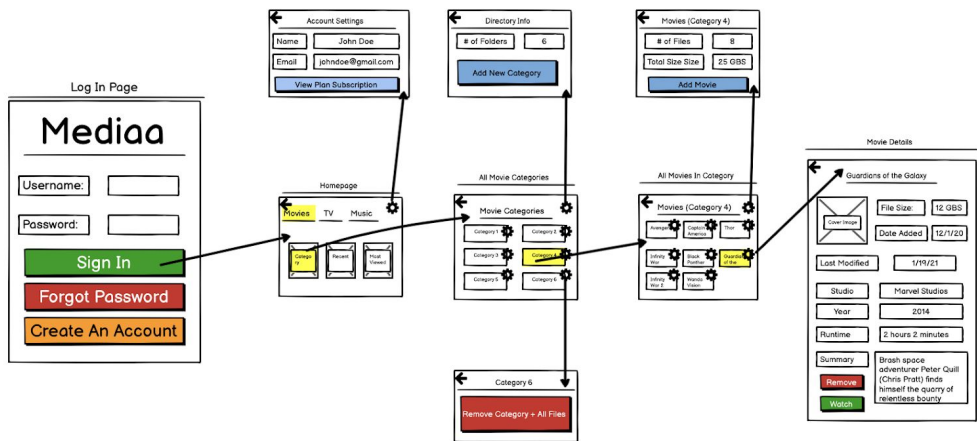 Account Settings
Name
John Doe
Email
johndoe@gmail.com
View Plan Subscription
Directory Info
# of Folders
6
Add New Category
Movies (Category 4)
# of Files
8
Total Size Size
25 GBS
Add Movie
Log In Page
Mediaa
Username:
Password:
Sign In
Forgot Password
Create An Account
Homepage
Movies
TV
Music
Catego
ry
Recent
Most
Viewed
All Movie Categories
Movie Categories
Category 1
Category 2
Category 3
Category 4
Category 5
Category 6
All Movies In Category
Movies (Category 4)
Avengers
Captain
America
Thor
Infinity
War
Black
Panther
Guardians
of the
Infinity
War 2
Wanda
Vision
Category 6
Remove Category + All Files
Movie Details
Guardians of the Galaxy
Cover Image
File Size:
12 GBS
Date Added
12/1/20
Last Modified
1/19/21
Studio
Marvel Studios
Year
2014
Runtime
2 hours 2 minutes
Summary
Brash space
adventurer Peter Quill
(Chris Pratt) finds
himself the quarry of
relentless bounty
Remove
Watch